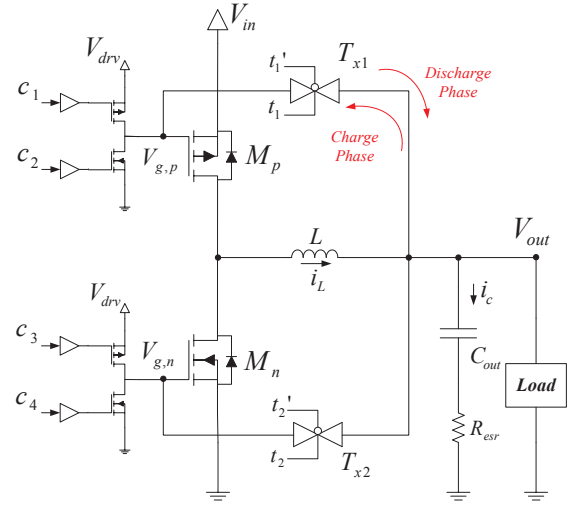 V_in
V_drv
t_1'
T_x1
Discharge
Phase
c_1
t_1
Charge
Phase
c_2
V_g,p
M_p
L
V_out
i_L
V_drv
i_c
c_3
V_g,n
M_n
C_out
Load
c_4
t_2'
R_esr
t_2
T_x2